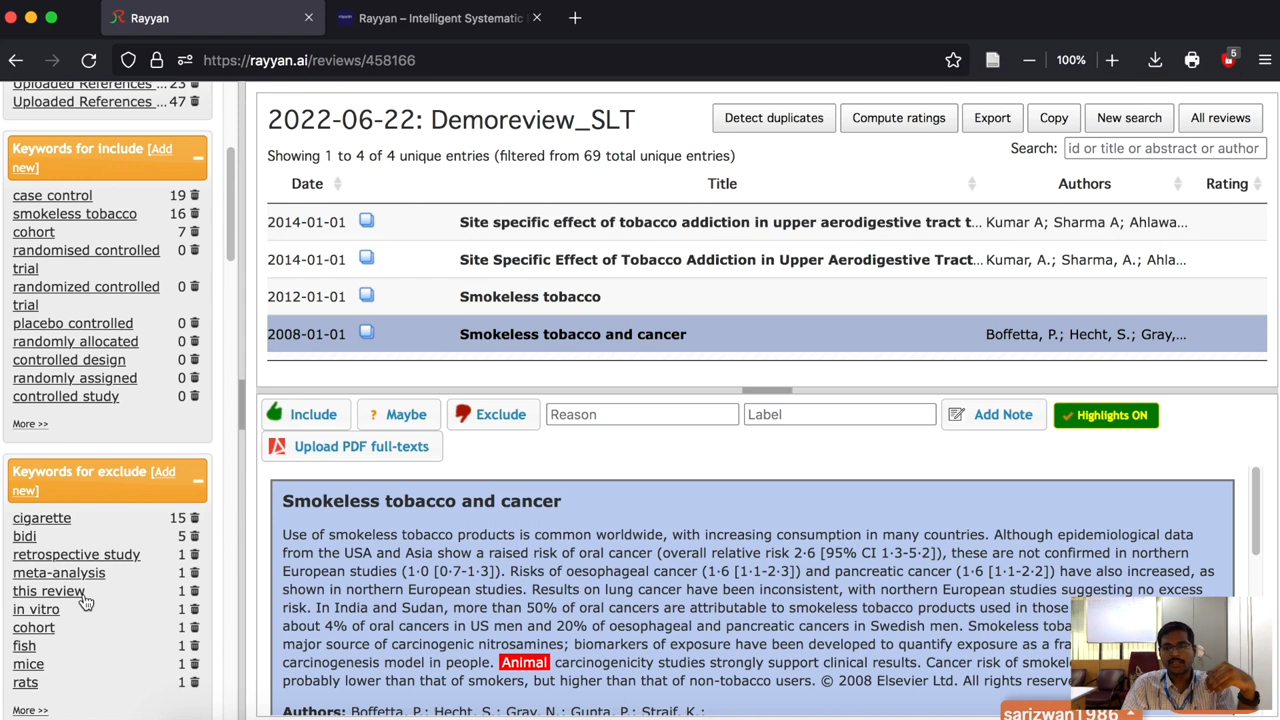 Rayyan
Rayyan – Intelligent Systematic
https://rayyan.ai/reviews/458166
100%
5
Uploaded References ... 23
Uploaded References ... 47
Keywords for include [Add
new]
case control 19
smokeless tobacco 16
cohort 7
randomised controlled 0
trial
randomized controlled 0
trial
placebo controlled 0
randomly allocated 0
controlled design 0
randomly assigned 0
controlled study 0
More >>
Keywords for exclude [Add
new]
cigarette 15
bidi 5
retrospective study 1
meta-analysis 1
this review 1
in vitro 1
cohort 1
fish 1
mice 1
rats 1
More >>
2022-06-22: Demoreview_SLT
Detect duplicates
Compute ratings
Export
Copy
New search
All reviews
Showing 1 to 4 of 4 unique entries (filtered from 69 total unique entries)
Search: id or title or abstract or author
Date Title Authors Rating
2014-01-01 Site specific effect of tobacco addiction in upper aerodigestive tract t... Kumar A; Sharma A; Ahlawa...
2014-01-01 Site Specific Effect of Tobacco Addiction in Upper Aerodigestive Tract... Kumar, A.; Sharma, A.; Ahla...
2012-01-01 Smokeless tobacco
2008-01-01 Smokeless tobacco and cancer Boffetta, P.; Hecht, S.; Gray,...
Include
? Maybe
Exclude
Reason
Label
Add Note
Highlights ON
Upload PDF full-texts
Smokeless tobacco and cancer
Use of smokeless tobacco products is common worldwide, with increasing consumption in many countries. Although epidemiological data
from the USA and Asia show a raised risk of oral cancer (overall relative risk 2·6 [95% CI 1·3-5·2]), these are not confirmed in northern
European studies (1·0 [0·7-1·3]). Risks of oesophageal cancer (1·6 [1·1-2·3]) and pancreatic cancer (1·6 [1·1-2·2]) have also increased, as
shown in northern European studies. Results on lung cancer have been inconsistent, with northern European studies suggesting no excess
risk. In India and Sudan, more than 50% of oral cancers are attributable to smokeless tobacco products used in those
about 4% of oral cancers in US men and 20% of oesophageal and pancreatic cancers in Swedish men. Smokeless toba
major source of carcinogenic nitrosamines; biomarkers of exposure have been developed to quantify exposure as a fra
carcinogenesis model in people. Animal carcinogenicity studies strongly support clinical results. Cancer risk of smokel
probably lower than that of smokers, but higher than that of non-tobacco users. © 2008 Elsevier Ltd. All rights reserve
Authors: Boffetta, P.; Hecht, S.; Gray, N.; Gupta, P.; Straif, K.;
sarizwan1986